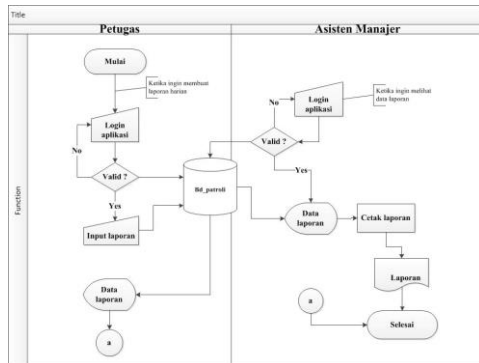 Title
Petugas
Asisten Manajer
Function
Mulai
Ketika ingin membuat
laporan harian
Login
aplikasi
No
Valid ?
Yes
Input laporan
Data
laporan
a
Bd_patroli
Login
aplikasi
Ketika ingin melihat
data laporan
No
Valid ?
Yes
Data
laporan
Cetak laporan
Laporan
a
Selesai